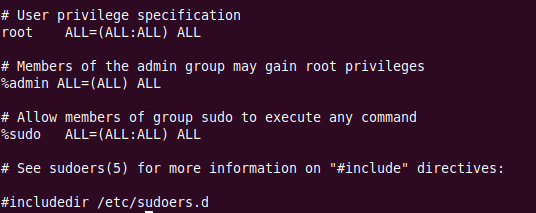 # User privilege specification
root    ALL=(ALL:ALL) ALL
# Members of the admin group may gain root privileges
%admin ALL=(ALL) ALL
# Allow members of group sudo to execute any command
%sudo   ALL=(ALL:ALL) ALL
# See sudoers(5) for more information on "#include" directives:
#includedir /etc/sudoers.d